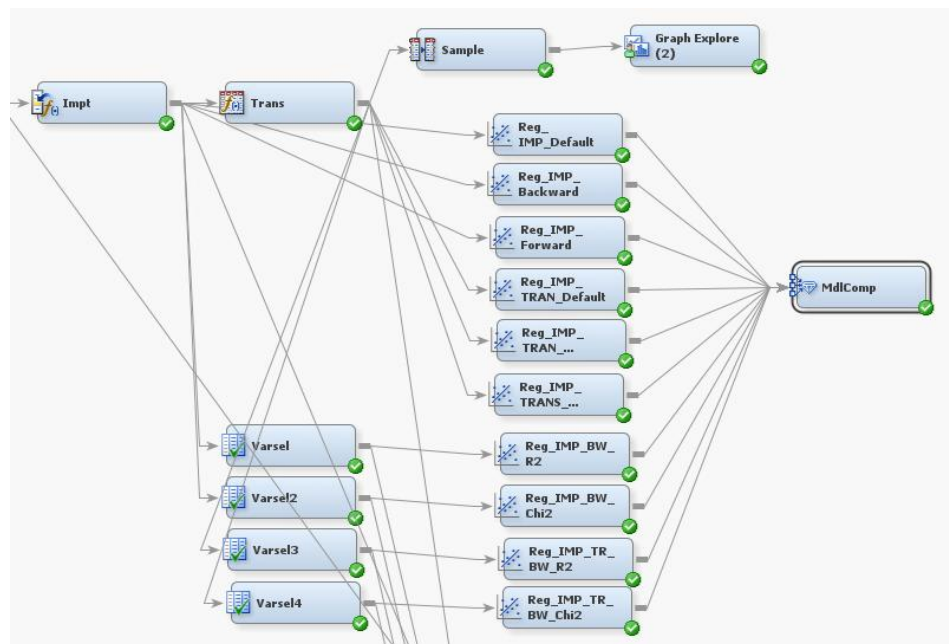 Sample
Graph Explore
(2)
Impt
Trans
Reg_
IMP_Default
Reg_IMP_
Backward
Reg_IMP_
Forward
Reg_IMP_
TRAN_Default
Reg_IMP_
TRAN_...
Reg_IMP_
TRANS_...
MdlComp
Varsel
Reg_IMP_BW_
R2
Varsel2
Reg_IMP_BW_
Chi2
Varsel3
Reg_IMP_TR_
BW_R2
Varsel4
Reg_IMP_TR_
BW_Chi2